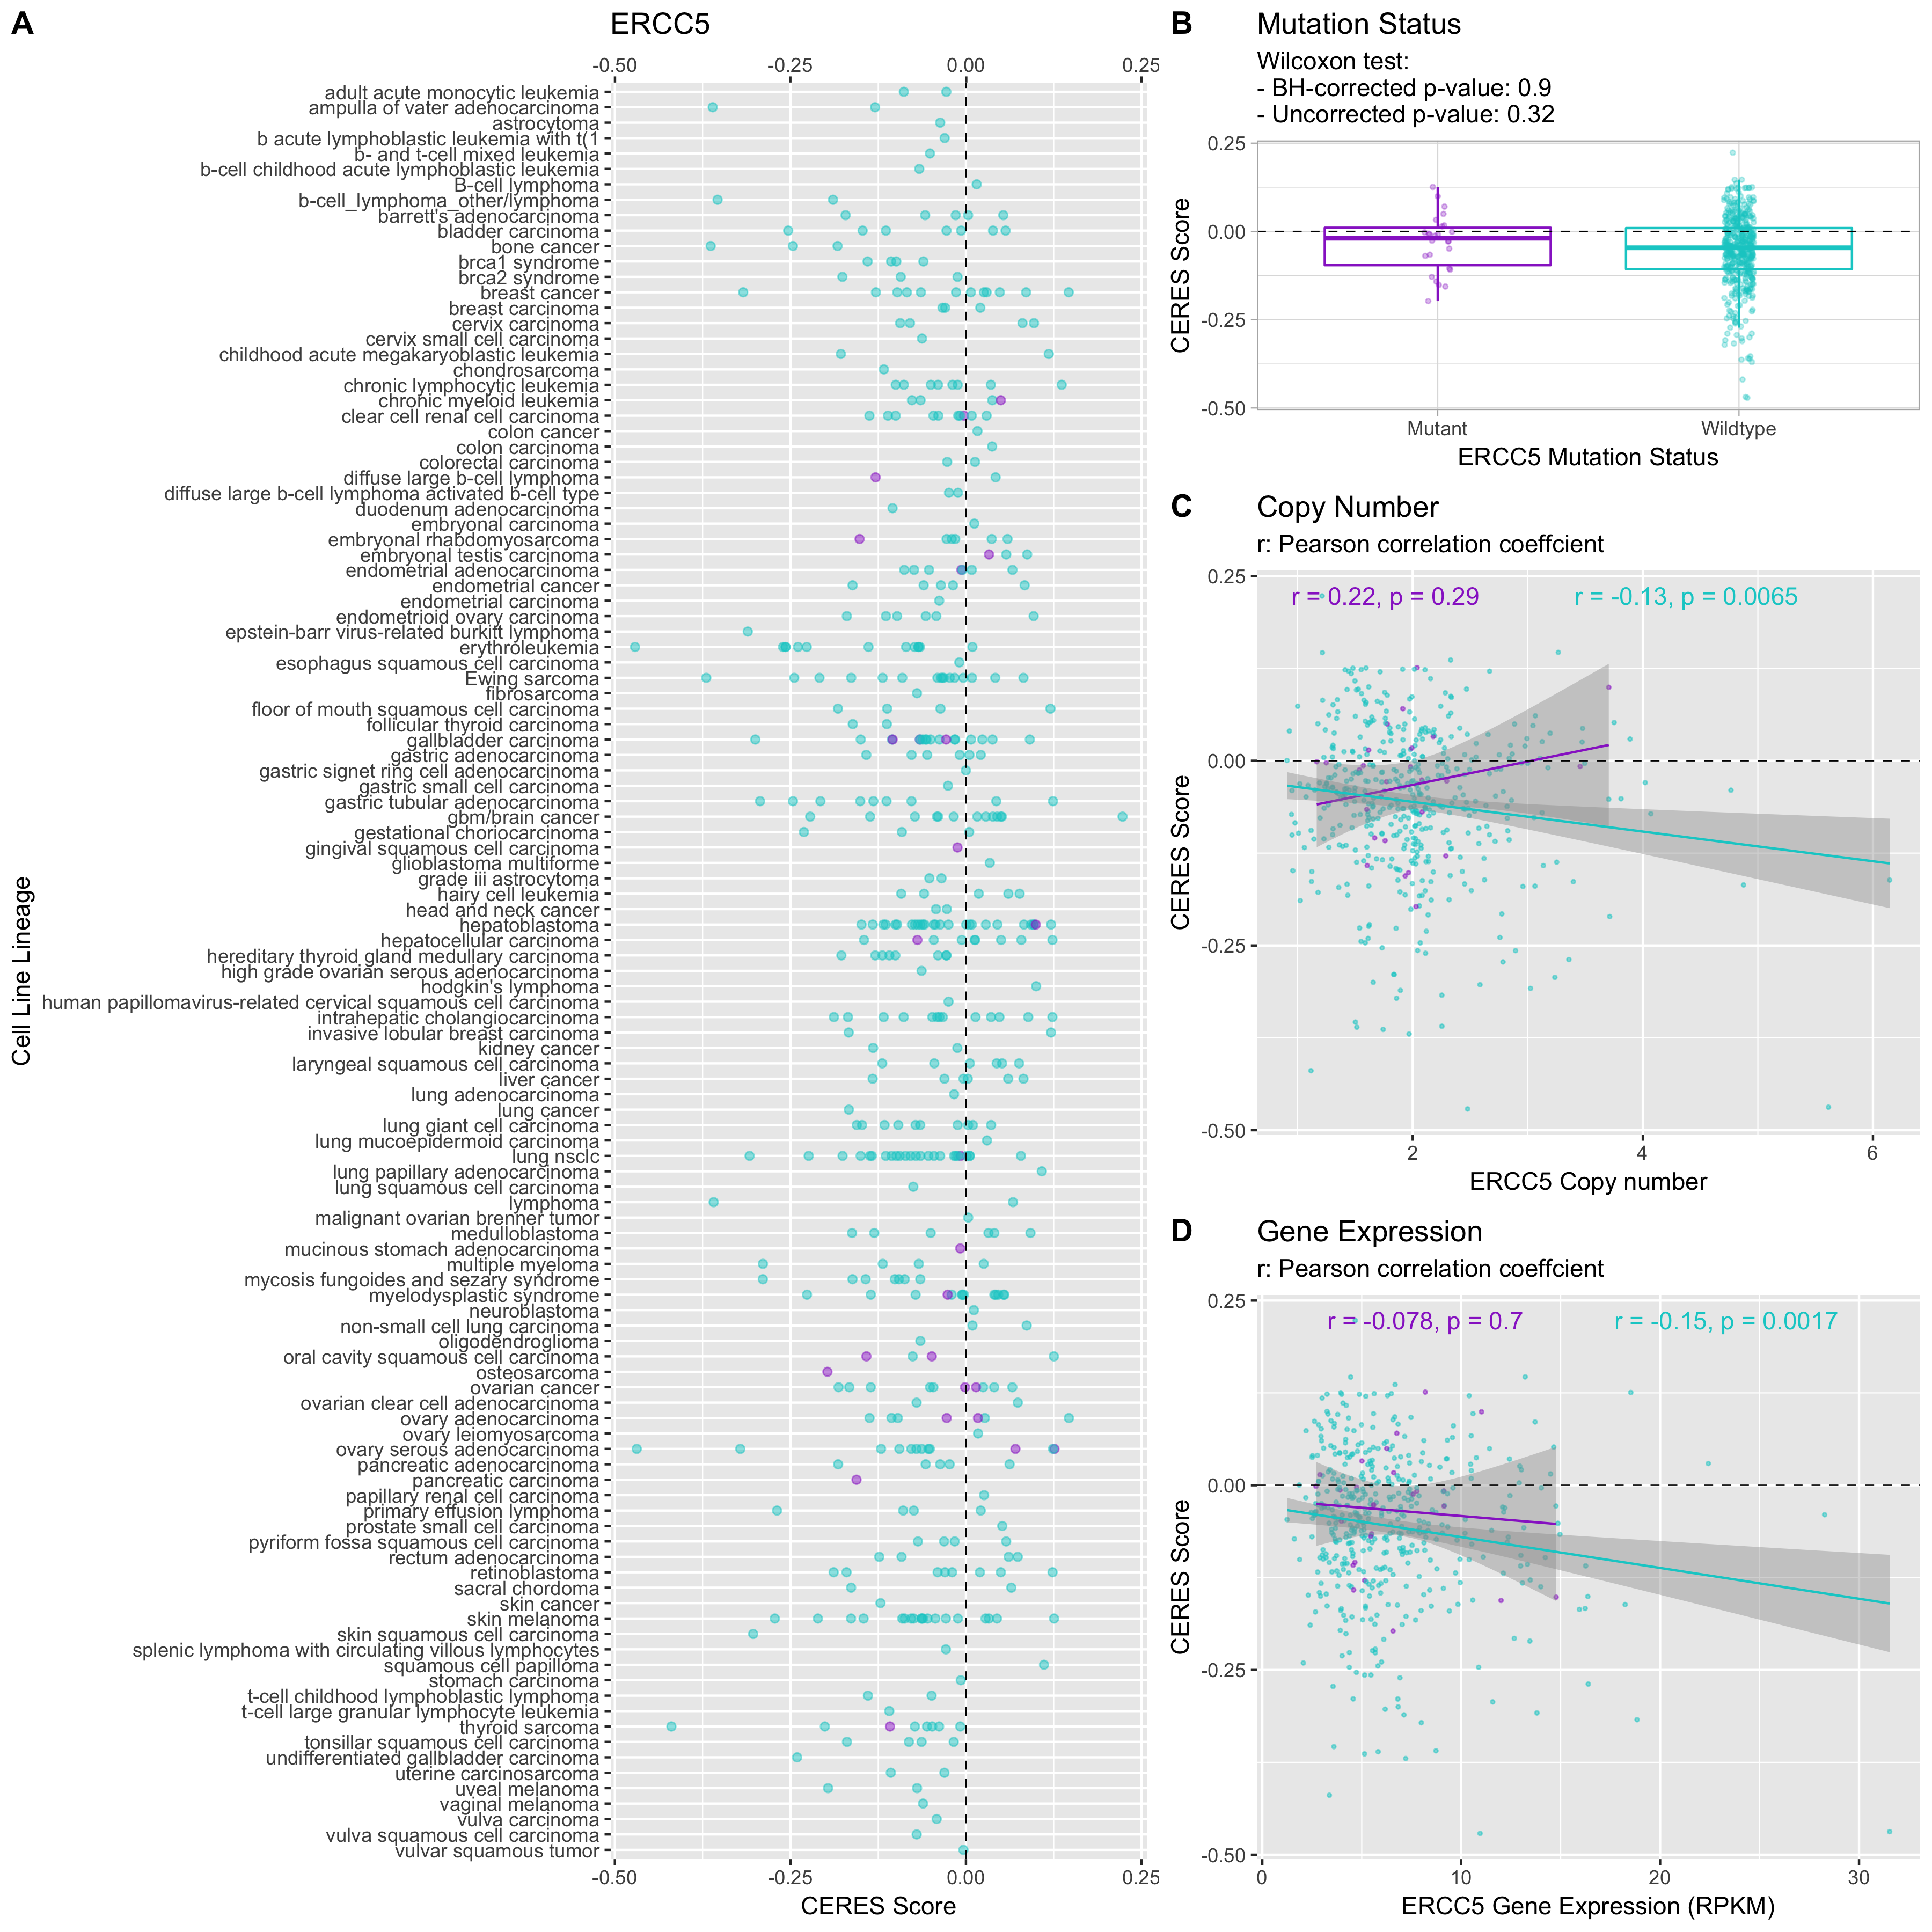 A
ERCC5
-0.50 -0.25 0.00 0.25
adult acute monocytic leukemia
ampulla of vater adenocarcinoma
astrocytoma
b acute lymphoblastic leukemia with t(1
b- and t-cell mixed leukemia
b-cell childhood acute lymphoblastic leukemia
B-cell lymphoma
b-cell_lymphoma_other/lymphoma
barrett's adenocarcinoma
bladder carcinoma
bone cancer
brca1 syndrome
brca2 syndrome
breast cancer
breast carcinoma
cervix carcinoma
cervix small cell carcinoma
childhood acute megakaryoblastic leukemia
chondrosarcoma
chronic lymphocytic leukemia
chronic myeloid leukemia
clear cell renal cell carcinoma
colon cancer
colon carcinoma
colorectal carcinoma
diffuse large b-cell lymphoma
diffuse large b-cell lymphoma activated b-cell type
duodenum adenocarcinoma
embryonal carcinoma
embryonal rhabdomyosarcoma
embryonal testis carcinoma
endometrial adenocarcinoma
endometrial cancer
endometrial carcinoma
endometrioid ovary carcinoma
epstein-barr virus-related burkitt lymphoma
erythroleukemia
esophagus squamous cell carcinoma
Ewing sarcoma
fibrosarcoma
floor of mouth squamous cell carcinoma
follicular thyroid carcinoma
gallbladder carcinoma
gastric adenocarcinoma
gastric signet ring cell adenocarcinoma
gastric small cell carcinoma
gastric tubular adenocarcinoma
gbm/brain cancer
gestational choriocarcinoma
gingival squamous cell carcinoma
glioblastoma multiforme
grade iii astrocytoma
hairy cell leukemia
head and neck cancer
hepatoblastoma
hepatocellular carcinoma
hereditary thyroid gland medullary carcinoma
high grade ovarian serous adenocarcinoma
hodgkin's lymphoma
human papillomavirus-related cervical squamous cell carcinoma
intrahepatic cholangiocarcinoma
invasive lobular breast carcinoma
kidney cancer
laryngeal squamous cell carcinoma
liver cancer
lung adenocarcinoma
lung cancer
lung giant cell carcinoma
lung mucoepidermoid carcinoma
lung nsclc
lung papillary adenocarcinoma
lung squamous cell carcinoma
lymphoma
malignant ovarian brenner tumor
medulloblastoma
mucinous stomach adenocarcinoma
multiple myeloma
mycosis fungoides and sezary syndrome
myelodysplastic syndrome
neuroblastoma
non-small cell lung carcinoma
oligodendroglioma
oral cavity squamous cell carcinoma
osteosarcoma
ovarian cancer
ovarian clear cell adenocarcinoma
ovary adenocarcinoma
ovary leiomyosarcoma
ovary serous adenocarcinoma
pancreatic adenocarcinoma
pancreatic carcinoma
papillary renal cell carcinoma
primary effusion lymphoma
prostate small cell carcinoma
pyriform fossa squamous cell carcinoma
rectum adenocarcinoma
retinoblastoma
sacral chordoma
skin cancer
skin melanoma
skin squamous cell carcinoma
splenic lymphoma with circulating villous lymphocytes
squamous cell papilloma
stomach carcinoma
t-cell childhood lymphoblastic lymphoma
t-cell large granular lymphocyte leukemia
thyroid sarcoma
tonsillar squamous cell carcinoma
undifferentiated gallbladder carcinoma
uterine carcinosarcoma
uveal melanoma
vaginal melanoma
vulva carcinoma
vulva squamous cell carcinoma
vulvar squamous tumor
-0.50 -0.25 0.00 0.25
CERES Score
Cell Line Lineage
B
Mutation Status
Wilcoxon test:
- BH-corrected p-value: 0.9
- Uncorrected p-value: 0.32
0.25
0.00
-0.25
-0.50
CERES Score
Mutant Wildtype
ERCC5 Mutation Status
C
Copy Number
r: Pearson correlation coeffcient
r = 0.22, p = 0.29 r = -0.13, p = 0.0065
0.25
0.00
-0.25
-0.50
CERES Score
2 4 6
ERCC5 Copy number
D
Gene Expression
r: Pearson correlation coeffcient
r = -0.078, p = 0.7 r = -0.15, p = 0.0017
0.25
0.00
-0.25
-0.50
CERES Score
0 10 20 30
ERCC5 Gene Expression (RPKM)